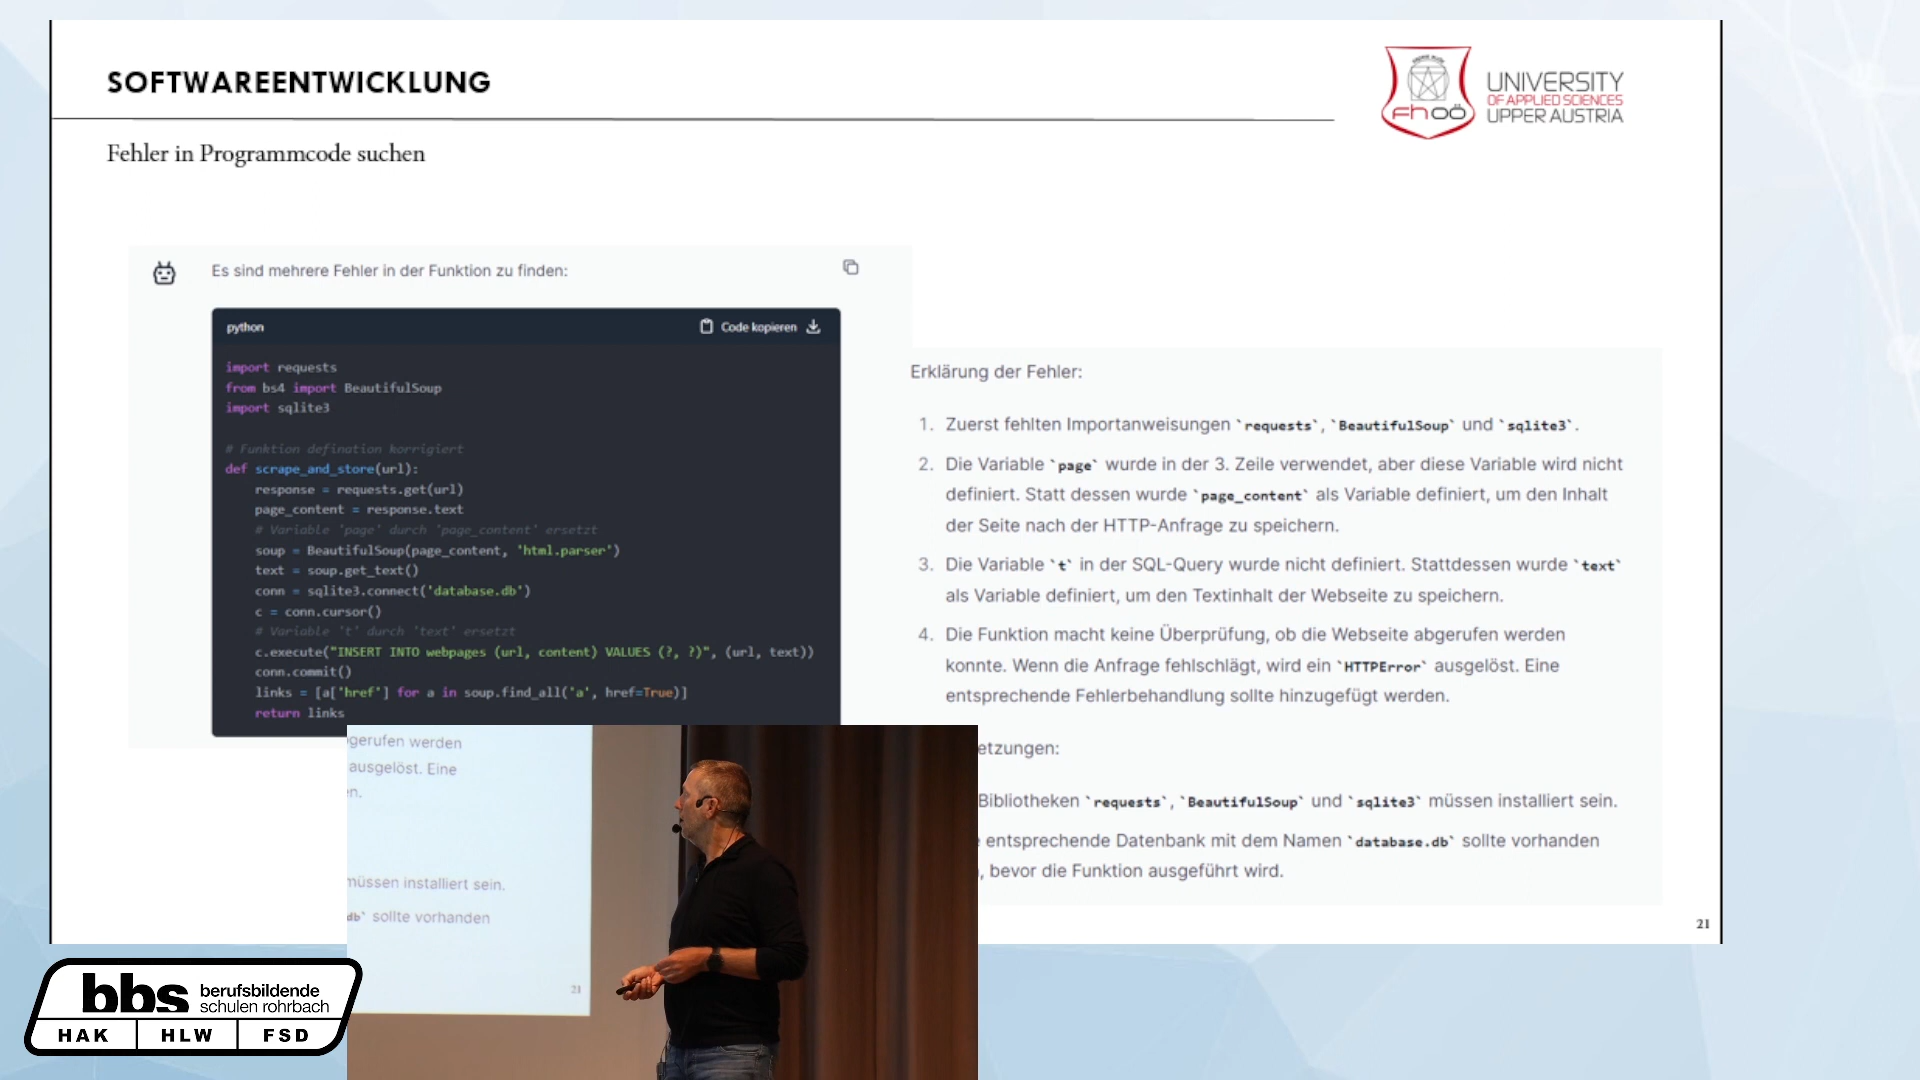 SOFTWAREENTWICKLUNG
UNIVERSITY
OF APPLIED SCIENCES
UPPER AUSTRIA
fh oö
Fehler in Programmcode suchen
Es sind mehrere Fehler in der Funktion zu finden:
python
Code kopieren
import requests
from bs4 import BeautifulSoup
import sqlite3
# Funktion defination korrigiert
def scrape_and_store(url):
response = requests.get(url)
page_content = response.text
# Variable 'page' durch 'page_content' ersetzt
soup = BeautifulSoup(page_content, 'html.parser')
text = soup.get_text()
conn = sqlite3.connect('database.db')
c = conn.cursor()
# Variable 't' durch 'text' ersetzt
c.execute("INSERT INTO webpages (url, content) VALUES (?, ?)", (url, text))
conn.commit()
links = [a['href'] for a in soup.find_all('a', href=True)]
return links
Erklärung der Fehler:
1. Zuerst fehlten Importanweisungen `requests`, `BeautifulSoup` und `sqlite3`.
2. Die Variable `page` wurde in der 3. Zeile verwendet, aber diese Variable wird nicht
definiert. Statt dessen wurde `page_content` als Variable definiert, um den Inhalt
der Seite nach der HTTP-Anfrage zu speichern.
3. Die Variable `t` in der SQL-Query wurde nicht definiert. Stattdessen wurde `text`
als Variable definiert, um den Textinhalt der Webseite zu speichern.
4. Die Funktion macht keine Überprüfung, ob die Webseite abgerufen werden
konnte. Wenn die Anfrage fehlschlägt, wird ein `HTTPError` ausgelöst. Eine
entsprechende Fehlerbehandlung sollte hinzugefügt werden.
etzungen:
Bibliotheken `requests`, `BeautifulSoup` und `sqlite3` müssen installiert sein.
entsprechende Datenbank mit dem Namen `database.db` sollte vorhanden
, bevor die Funktion ausgeführt wird.
21
gerufen werden
ausgelöst. Eine
n.
müssen installiert sein.
db` sollte vorhanden
21
bbs berufsbildende
schulen rohrbach
HAK HLW FSD